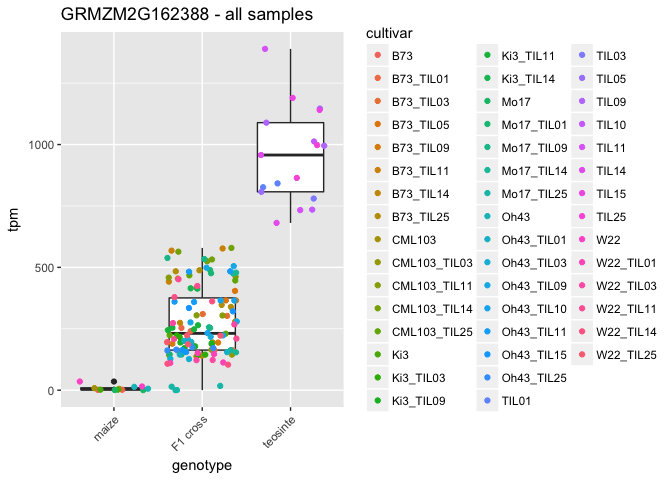 GRMZM2G162388 - all samples
tpm
1000
500
0
maize
F1 cross
teosinte
genotype
cultivar
B73
B73_TIL01
B73_TIL03
B73_TIL05
B73_TIL09
B73_TIL11
B73_TIL14
B73_TIL25
CML103
CML103_TIL03
CML103_TIL11
CML103_TIL14
CML103_TIL25
Ki3
Ki3_TIL03
Ki3_TIL09
Ki3_TIL11
Ki3_TIL14
Mo17
Mo17_TIL01
Mo17_TIL09
Mo17_TIL14
Mo17_TIL25
Oh43
Oh43_TIL01
Oh43_TIL03
Oh43_TIL09
Oh43_TIL10
Oh43_TIL11
Oh43_TIL15
Oh43_TIL25
TIL01
TIL03
TIL05
TIL09
TIL10
TIL11
TIL14
TIL15
TIL25
W22
W22_TIL01
W22_TIL03
W22_TIL11
W22_TIL14
W22_TIL25